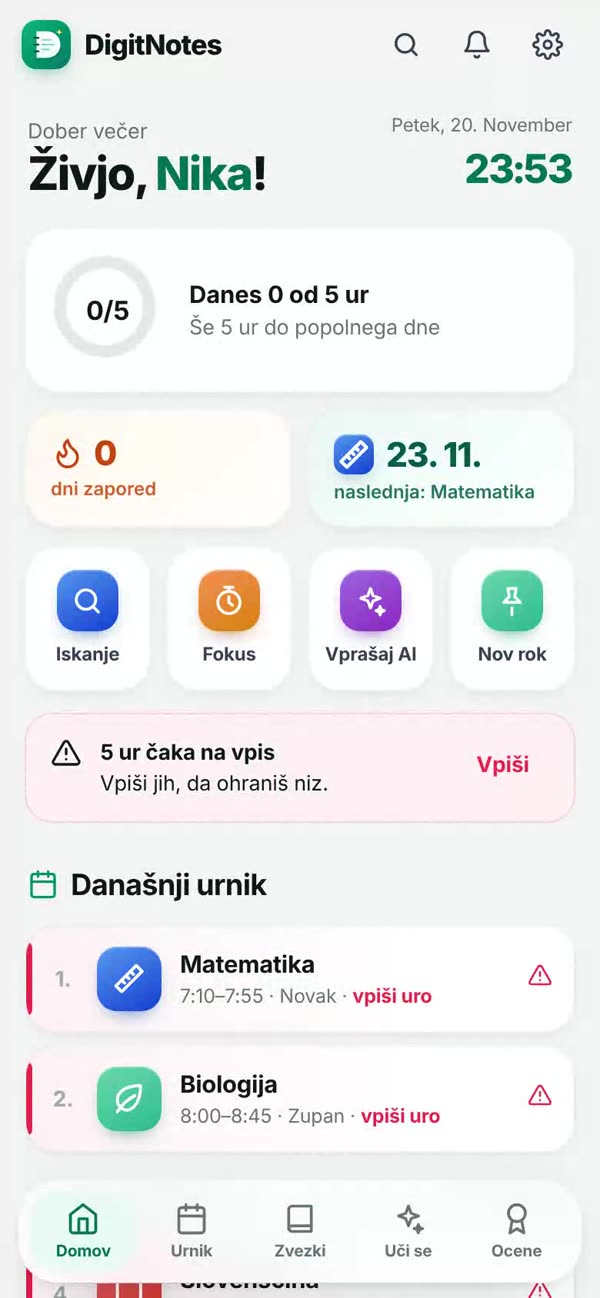 DigitNotes
Dober večer
Petek, 20. November
Živjo, Nika!
23:53
0/5
Danes 0 od 5 ur
Še 5 ur do popolnega dne
0
dni zapored
23. 11.
naslednja: Matematika
Iskanje
Fokus
Vprašaj AI
Nov rok
5 ur čaka na vpis
Vpiši jih, da ohraniš niz.
Vpiši
Današnji urnik
1.
Matematika
7:10–7:55 · Novak · vpiši uro
2.
Biologija
8:00–8:45 · Zupan · vpiši uro
Domov
Urnik
Zvezki
Uči se
Ocene
4.
Slovenščina